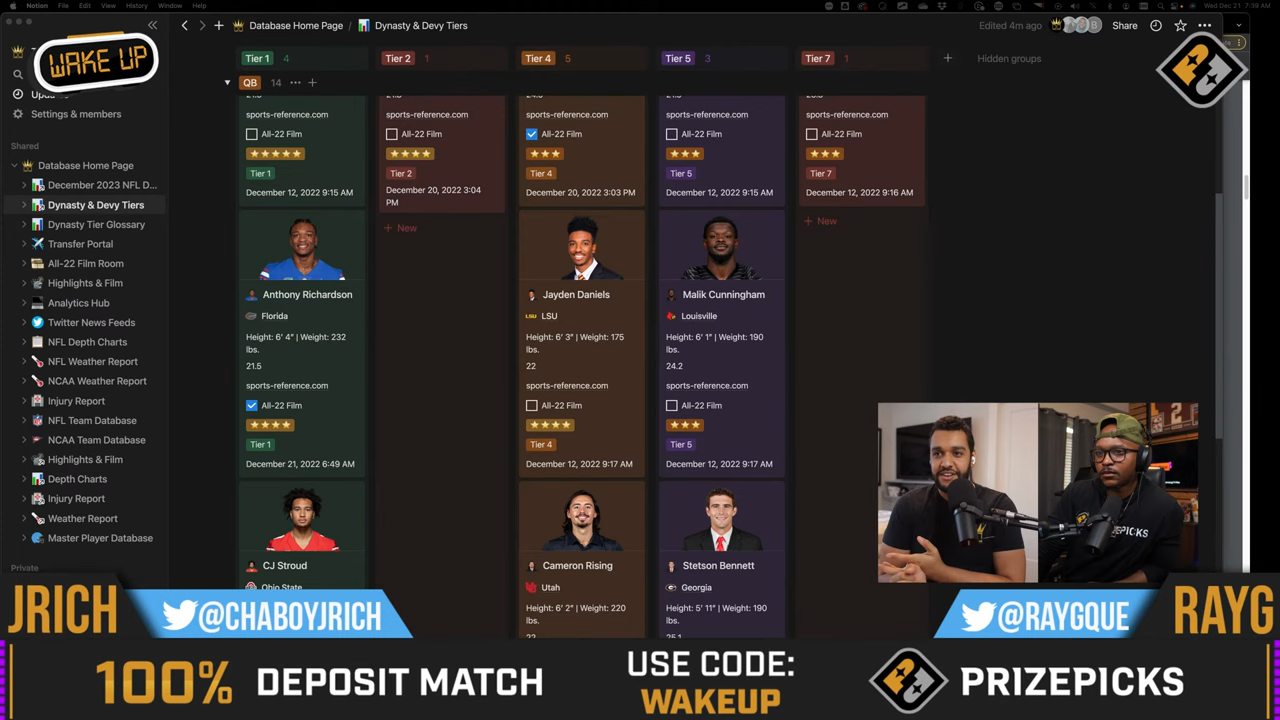 Notion File Edit View History Window Help
Wed Dec 21 7:39 AM
Database Home Page / Dynasty & Devy Tiers
Edited 4m ago
B
Share
WAKE UP
Settings & members
Shared
Database Home Page
December 2023 NFL D...
Dynasty & Devy Tiers
Dynasty Tier Glossary
Transfer Portal
All-22 Film Room
Highlights & Film
Analytics Hub
Twitter News Feeds
NFL Depth Charts
NFL Weather Report
NCAA Weather Report
Injury Report
NFL Team Database
NCAA Team Database
Highlights & Film
Depth Charts
Injury Report
Weather Report
Master Player Database
Private
Tier 1 4
Tier 2 1
Tier 4 5
Tier 5 3
Tier 7 1
Hidden groups
QB 14
sports-reference.com
All-22 Film
Tier 1
December 12, 2022 9:15 AM
Anthony Richardson
Florida
Height: 6' 4" | Weight: 232
lbs.
21.5
sports-reference.com
All-22 Film
Tier 1
December 21, 2022 6:49 AM
CJ Stroud
Ohio State
sports-reference.com
All-22 Film
Tier 2
December 20, 2022 3:04
PM
+ New
sports-reference.com
All-22 Film
Tier 4
December 20, 2022 3:03 PM
Jayden Daniels
LSU LSU
Height: 6' 3" | Weight: 175
lbs.
22
sports-reference.com
All-22 Film
Tier 4
December 12, 2022 9:17 AM
Cameron Rising
Utah
Height: 6' 2" | Weight: 220
lbs.
sports-reference.com
All-22 Film
Tier 5
December 12, 2022 9:15 AM
Malik Cunningham
Louisville
Height: 6' 1" | Weight: 190
lbs.
24.2
sports-reference.com
All-22 Film
Tier 5
December 12, 2022 9:17 AM
Stetson Bennett
Georgia
Height: 5' 11" | Weight: 190
lbs.
25.1
sports-reference.com
All-22 Film
Tier 7
December 12, 2022 9:16 AM
+ New
PRIZEPICKS
JRICH
@CHABOYJRICH
@RAYGQUE
RAYG
100% DEPOSIT MATCH
USE CODE:
WAKEUP
PRIZEPICKS